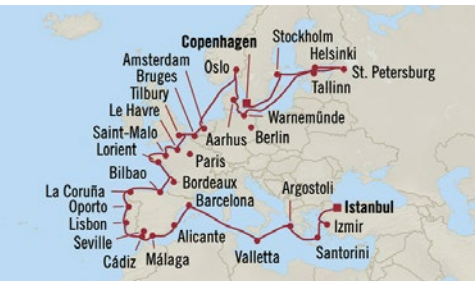 Stockholm
Copenhagen
Helsinki
Amsterdam
Oslo
St. Petersburg
Bruges
Tallinn
Tilbury
Le Havre
Warnemünde
Saint-Malo
Aarhus
Berlin
Lorient
Paris
Bilbao
Bordeaux
Argostoli
La Coruña
Barcelona
Oporto
Istanbul
Lisbon
Izmir
Seville
Alicante
Cádiz
Málaga
Valletta
Santorini